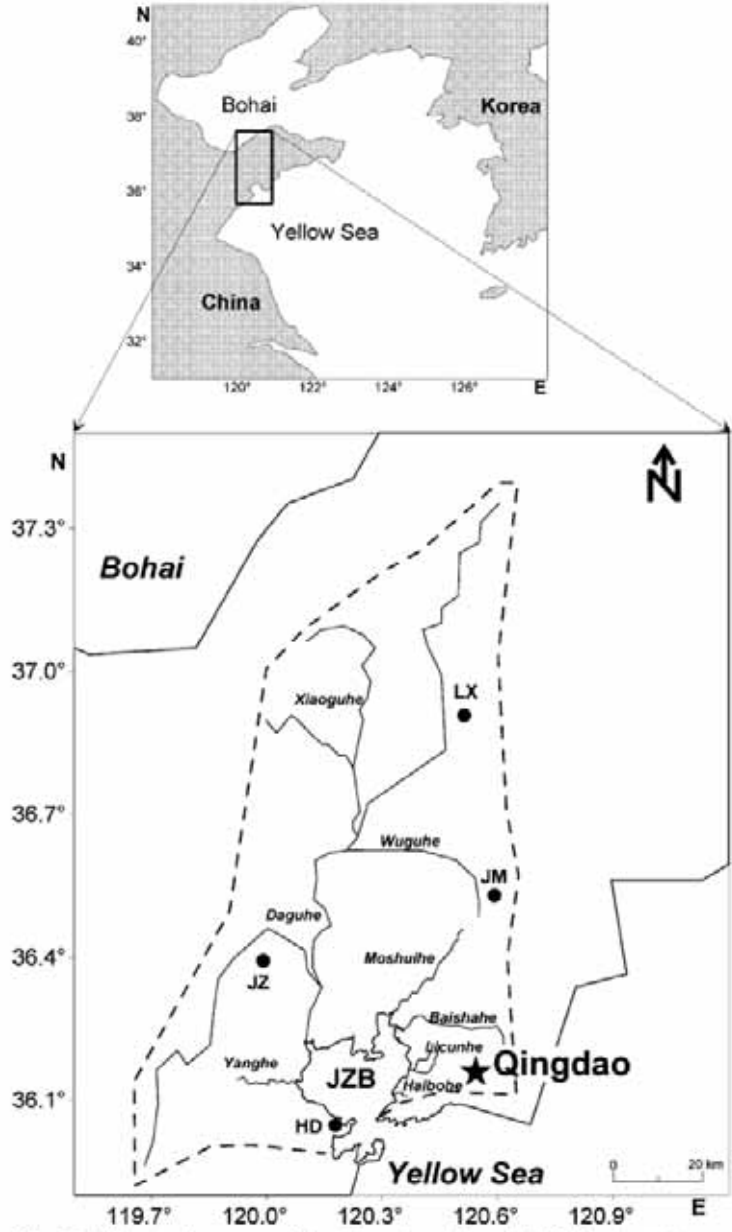 N
40°
Korea
38°
Bohai
36°
Yellow Sea
34°
China
32°
120° 122° 124° 126° E
N
N
37.3°
Bohai
37.0°
LX
Xiaoguhe
36.7°
Wuguhe
JM
Daguhe
36.4°
Moshuihe
JZ
Baishahe
Licunhe
Yanghe
JZB
Qingdao
Haibohe
36.1°
HD
Yellow Sea
0 20 km
119.7° 120.0° 120.3° 120.6° 120.9° E